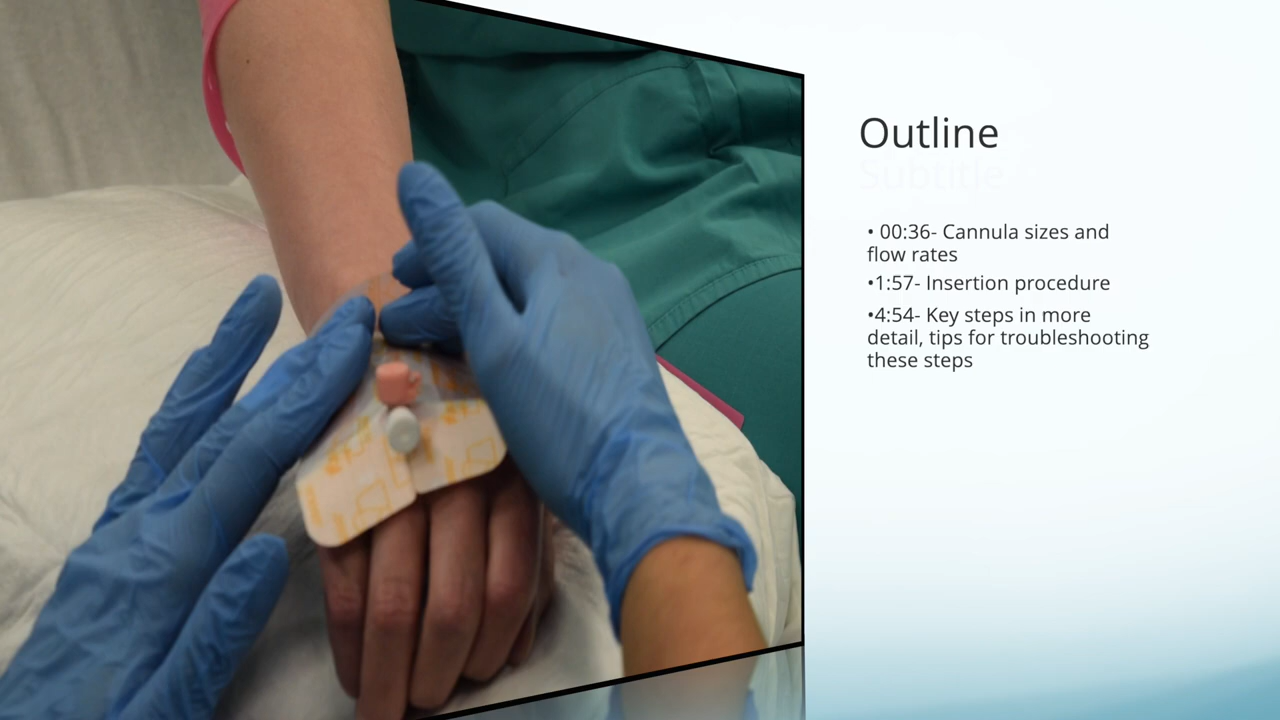 Outline
Subtitle
• 00:36- Cannula sizes and
flow rates
•1:57- Insertion procedure
•4:54- Key steps in more
detail, tips for troubleshooting
these steps